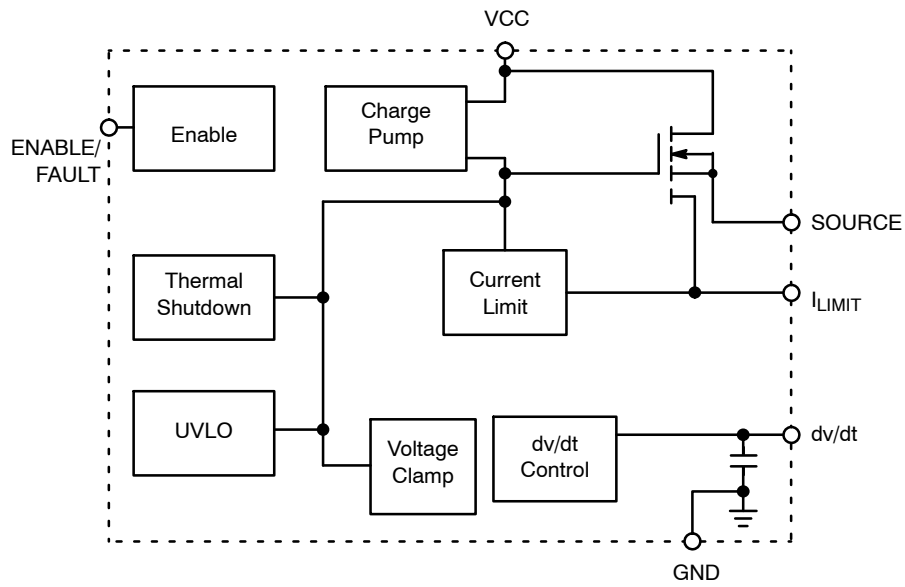 VCC
Charge
Pump
Enable
ENABLE/
FAULT
SOURCE
Thermal
Shutdown
Current
Limit
ILIMIT
UVLO
Voltage
Clamp
dv/dt
Control
dv/dt
GND